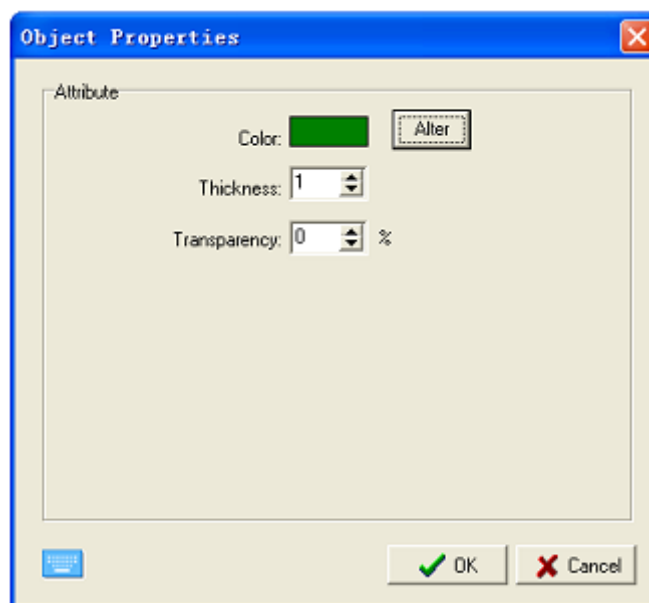 Object Properties
Attribute
Color: Alter
Thickness: 1
Transparency: 0 %
OK Cancel